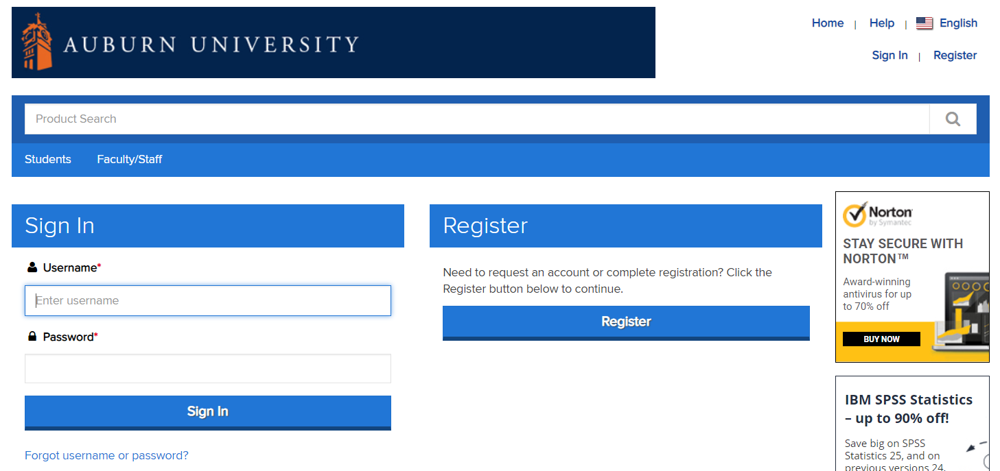 AUBURN UNIVERSITY
Home | Help | English
Sign In | Register
Product Search
Students Faculty/Staff
Sign In
Username*
Enter username
Password*
Sign In
Forgot username or password?
Register
Need to request an account or complete registration? Click the
Register button below to continue.
Register
Norton
by Symantec
STAY SECURE WITH
NORTON™
Award-winning
antivirus for up
to 70% off
BUY NOW
IBM SPSS Statistics
– up to 90% off!
Save big on SPSS
Statistics 25, and on
previous versions 24,